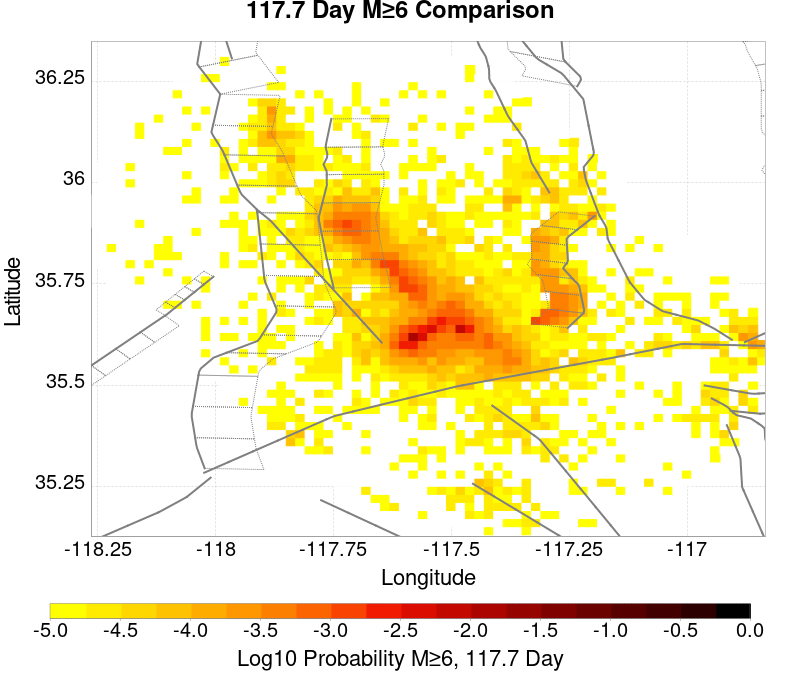 117.7 Day M≥6 Comparison
36.25
36
35.75
35.5
35.25
Latitude
-118.25 -118 -117.75 -117.5 -117.25 -117
Longitude
-5.0 -4.5 -4.0 -3.5 -3.0 -2.5 -2.0 -1.5 -1.0 -0.5 0.0
Log10 Probability M≥6, 117.7 Day